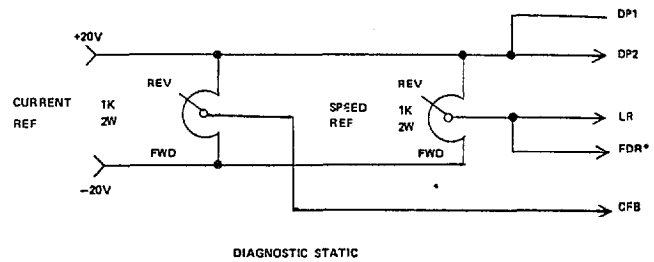 DP1
+20V
DP2
REV
REV
CURRENT REF
1K
2W
SPEED REF
1K
2W
LR
FDR*
FWD
FWD
-20V
CFB
DIAGNOSTIC STATIC